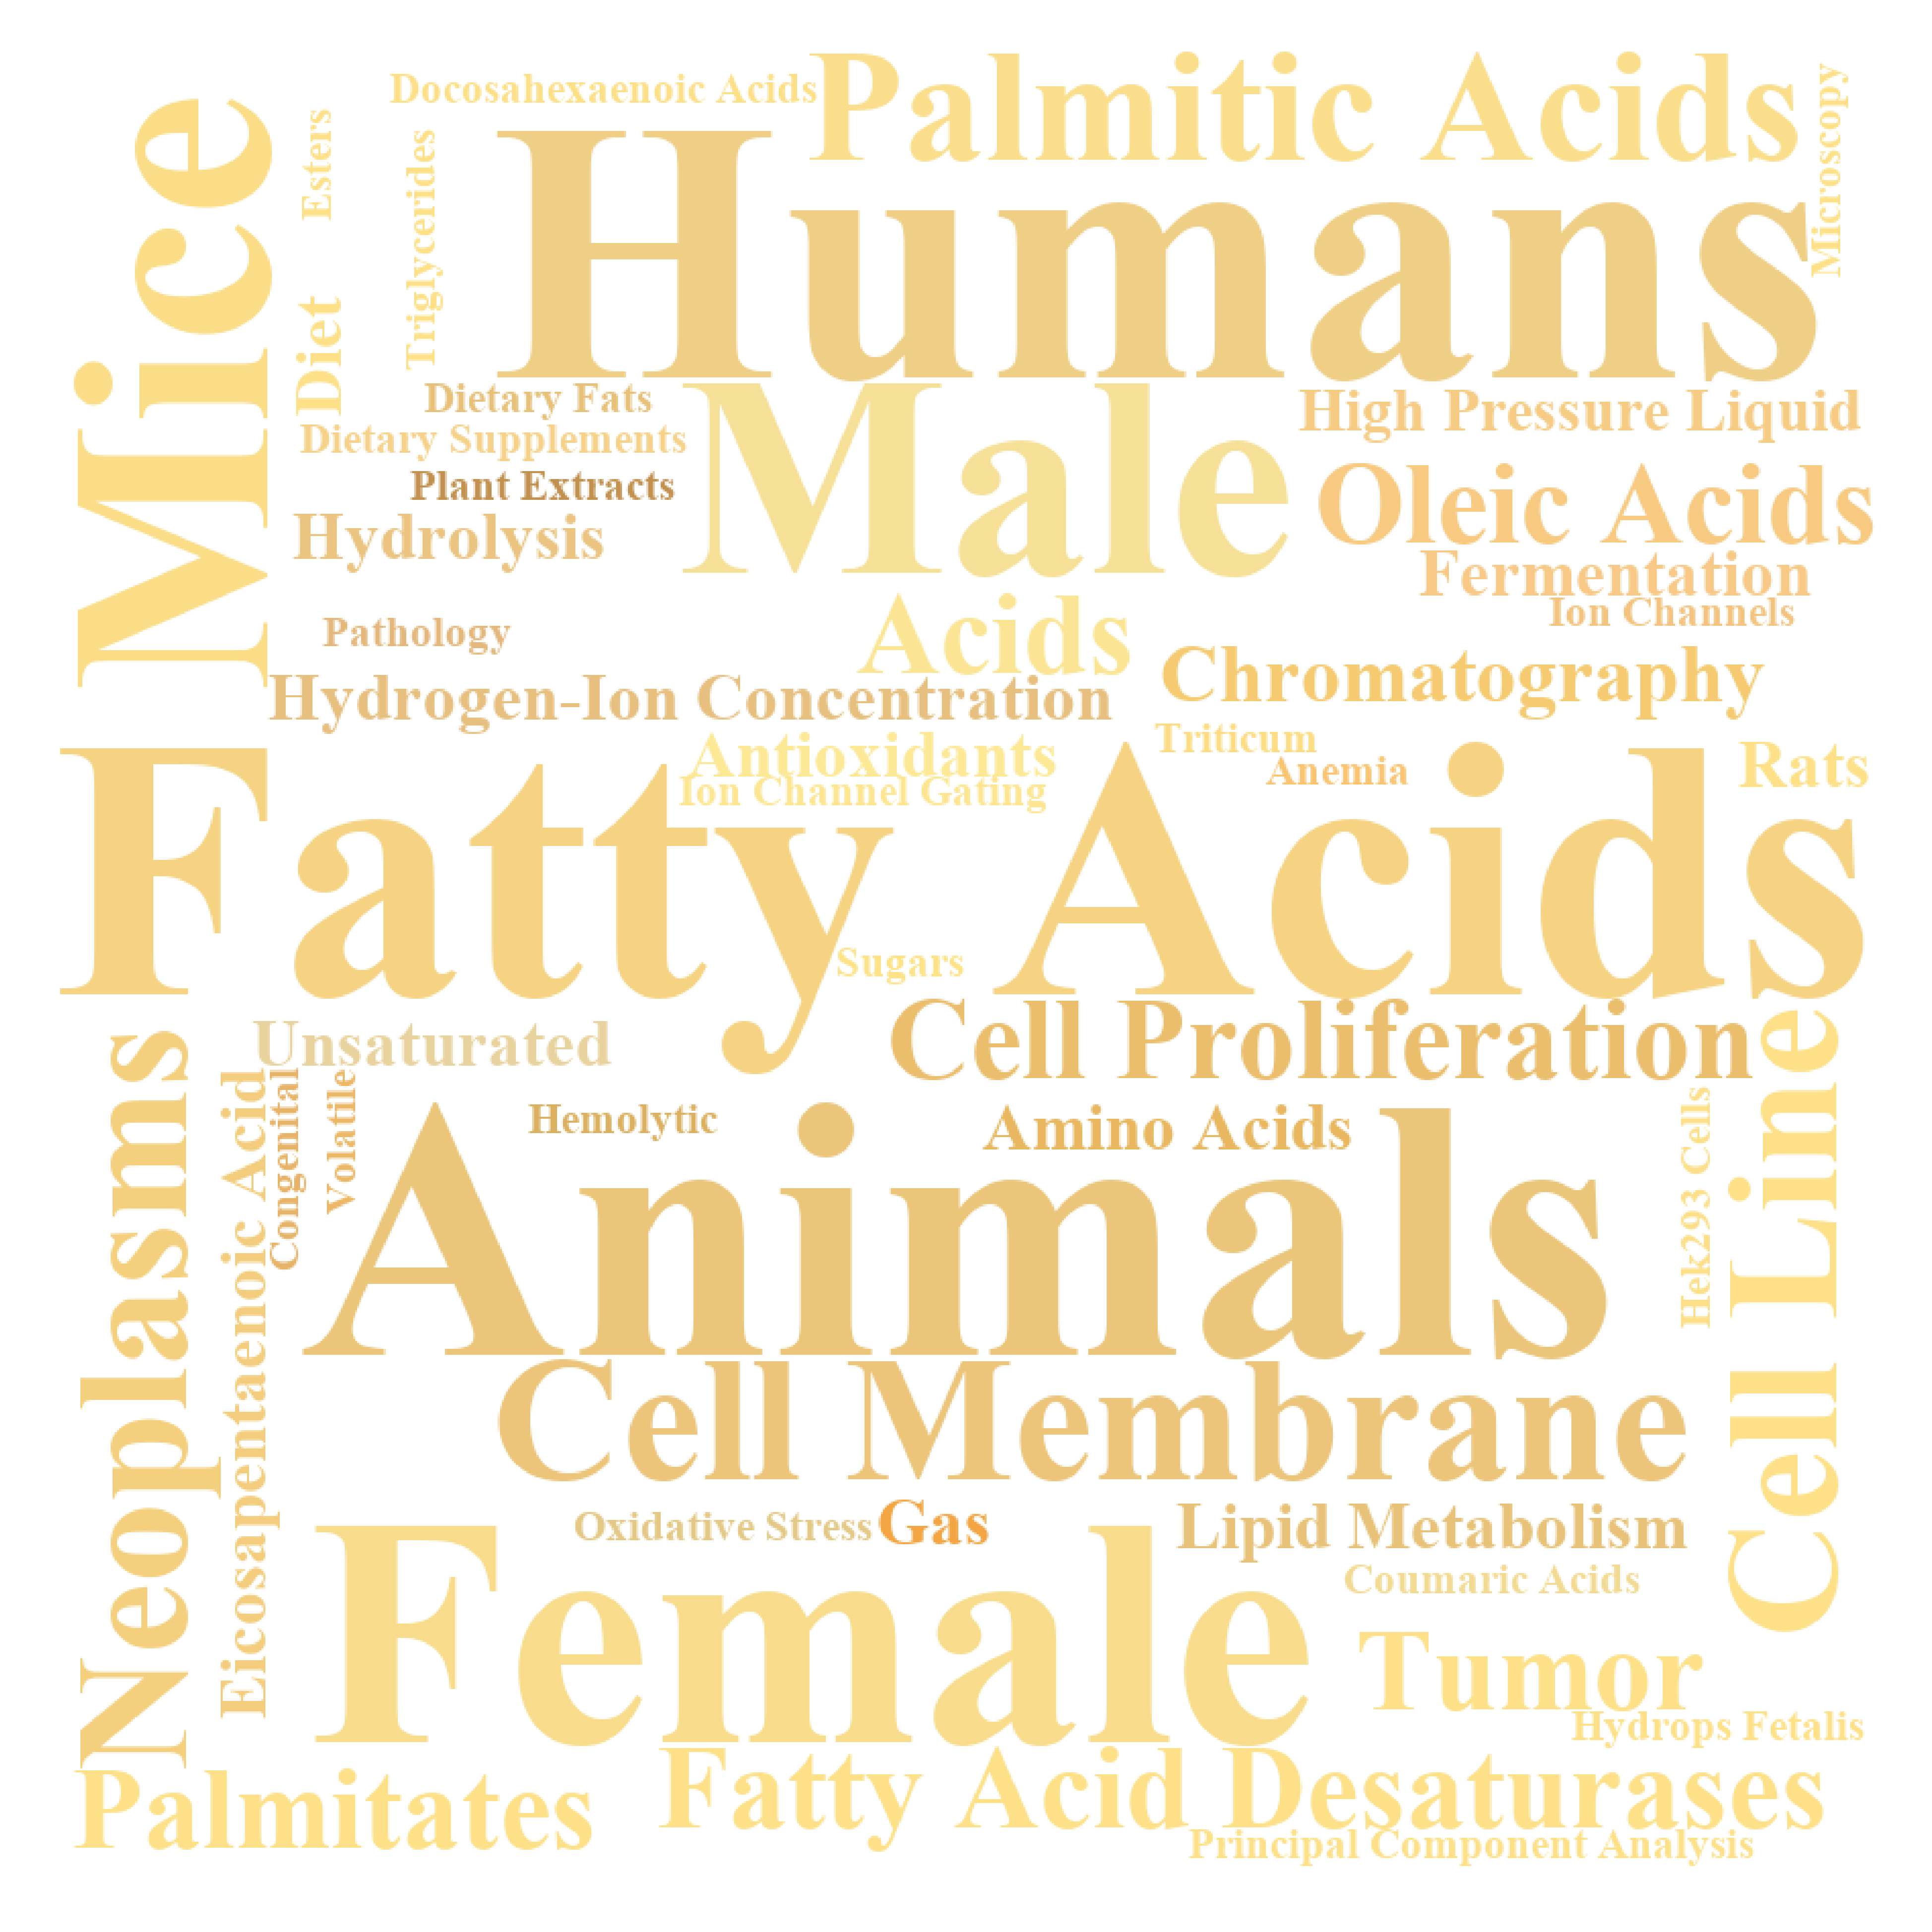 Docosahexaenoic Acids
Palmitic Acids
Microscopy
Mice
Esters
Triglycerides
Humans
Diet
Dietary Fats
Male
High Pressure Liquid
Dietary Supplements
Plant Extracts
Oleic Acids
Hydrolysis
Fermentation
Ion Channels
Pathology
Acids
Chromatography
Hydrogen-Ion Concentration
Triticum
Antioxidants
Anemia
Rats
Ion Channel Gating
Fatty Acids
Sugars
Cell Proliferation
Unsaturated
Neoplasms
Eicosapentaenoic Acid
Congenital
Volatile
Hemolytic
Amino Acids
Hek293 Cells
Cell Line
Animals
Cell Membrane
Oxidative Stress
Gas
Lipid Metabolism
Coumaric Acids
Female
Tumor
Hydrops Fetalis
Palmitates
Fatty Acid Desaturases
Principal Component Analysis